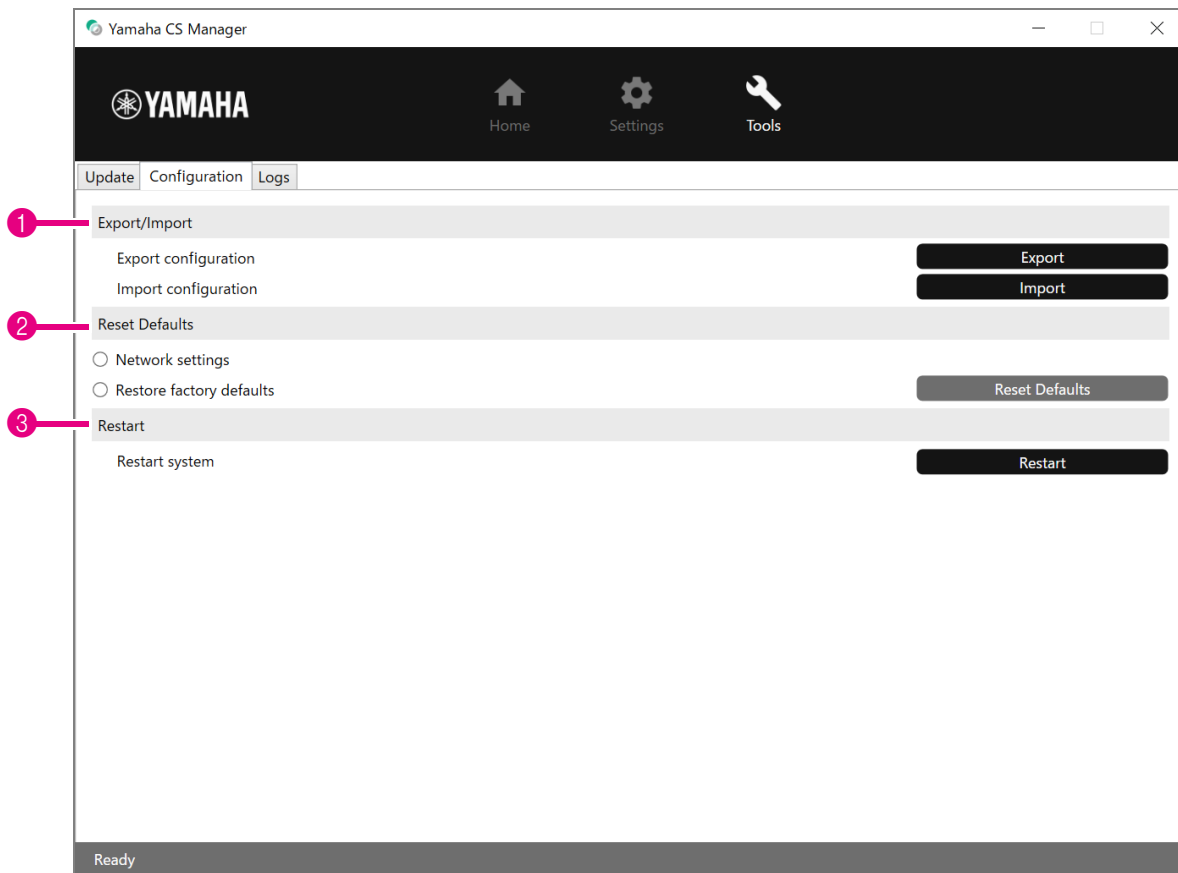 Yamaha CS Manager
YAMAHA
Home Settings Tools
Update Configuration Logs
1 Export/Import
Export configuration Export
Import configuration Import
2 Reset Defaults
Network settings
Restore factory defaults Reset Defaults
3 Restart
Restart system Restart
Ready